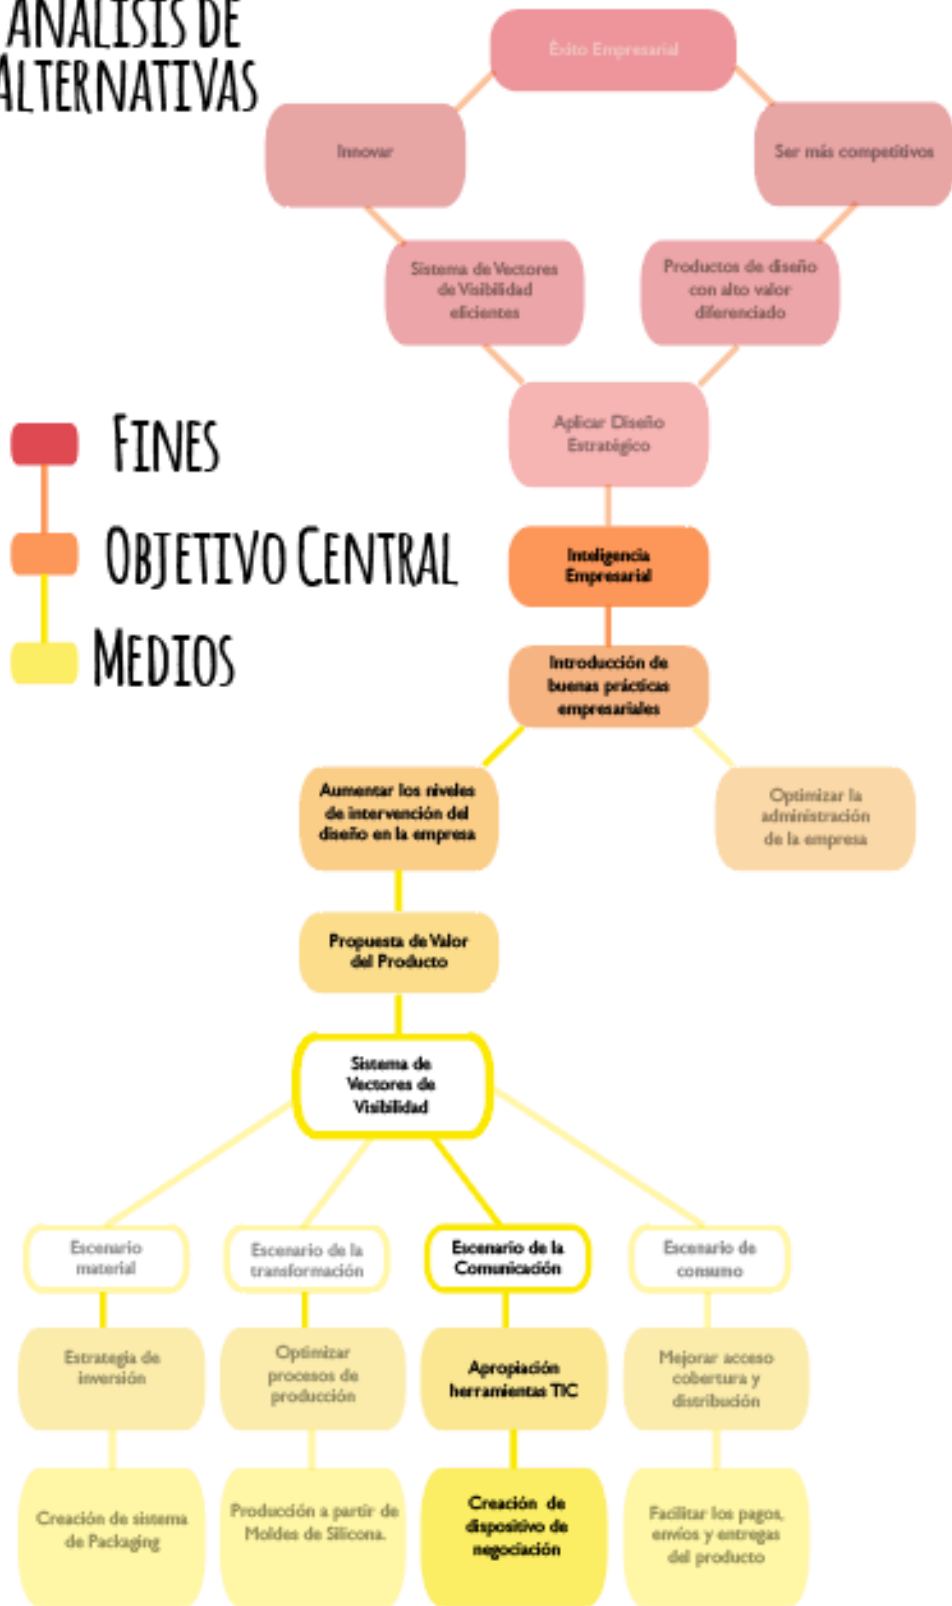 ANÁLISIS DE
ALTERNATIVAS
Éxito Empresarial
Innovar
Ser más competitivos
Sistema de Vectores
de Visibilidad
eficientes
Productos de diseño
con alto valor
diferenciado
Aplicar Diseño
Estratégico
FINES
OBJETIVO CENTRAL
MEDIOS
Inteligencia
Empresarial
Introducción de
buenas prácticas
empresariales
Aumentar los niveles
de intervención del
diseño en la empresa
Optimizar la
administración
de la empresa
Propuesta de Valor
del Producto
Sistema de
Vectores de
Visibilidad
Escenario
material
Escenario de la
transformación
Escenario de la
Comunicación
Escenario de
consumo
Estrategia de
inversión
Optimizar
procesos de
producción
Apropiación
herramientas TIC
Mejorar acceso
cobertura y
distribución
Creación de sistema
de Packaging
Producción a partir de
Moldes de Silicona.
Creación de
dispositivo de
negociación
Facilitar los pagos,
envíos y entregas
del producto